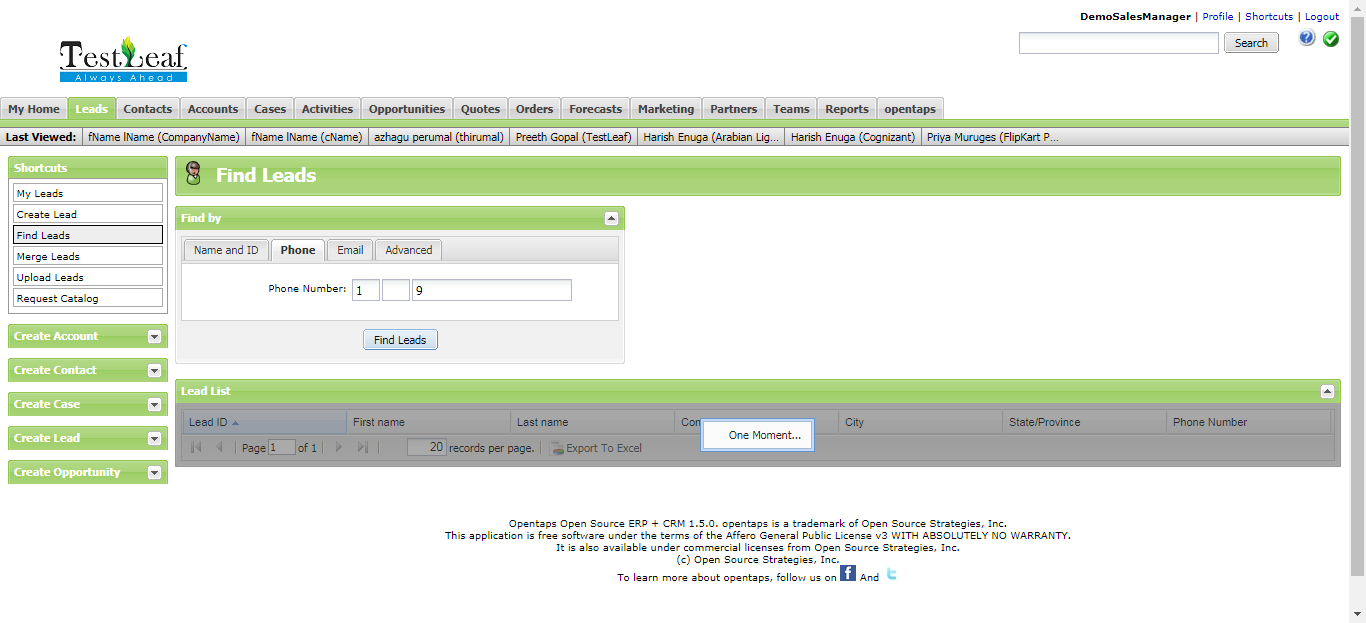 DemoSalesManager | Profile | Shortcuts | Logout
TestLeaf
Always Ahead
Search
My Home Leads Contacts Accounts Cases Activities Opportunities Quotes Orders Forecasts Marketing Partners Teams Reports opentaps
Last Viewed: fName lName (CompanyName) fName lName (cName) azhagu perumal (thirumal) Preeth Gopal (TestLeaf) Harish Enuga (Arabian Lig... Harish Enuga (Cognizant) Priya Muruges (FlipKart P...
Shortcuts
My Leads
Create Lead
Find Leads
Merge Leads
Upload Leads
Request Catalog
Create Account
Create Contact
Create Case
Create Lead
Create Opportunity
Find Leads
Find by
Name and ID Phone Email Advanced
Phone Number: 1 9
Find Leads
Lead List
Lead ID First name Last name Com City State/Province Phone Number
One Moment...
Page 1 of 1 20 records per page. Export To Excel
Opentaps Open Source ERP + CRM 1.5.0. opentaps is a trademark of Open Source Strategies, Inc.
This application is free software under the terms of the Affero General Public License v3 WITH ABSOLUTELY NO WARRANTY.
It is also available under commercial licenses from Open Source Strategies, Inc.
(c) Open Source Strategies, Inc.
To learn more about opentaps, follow us on f And t